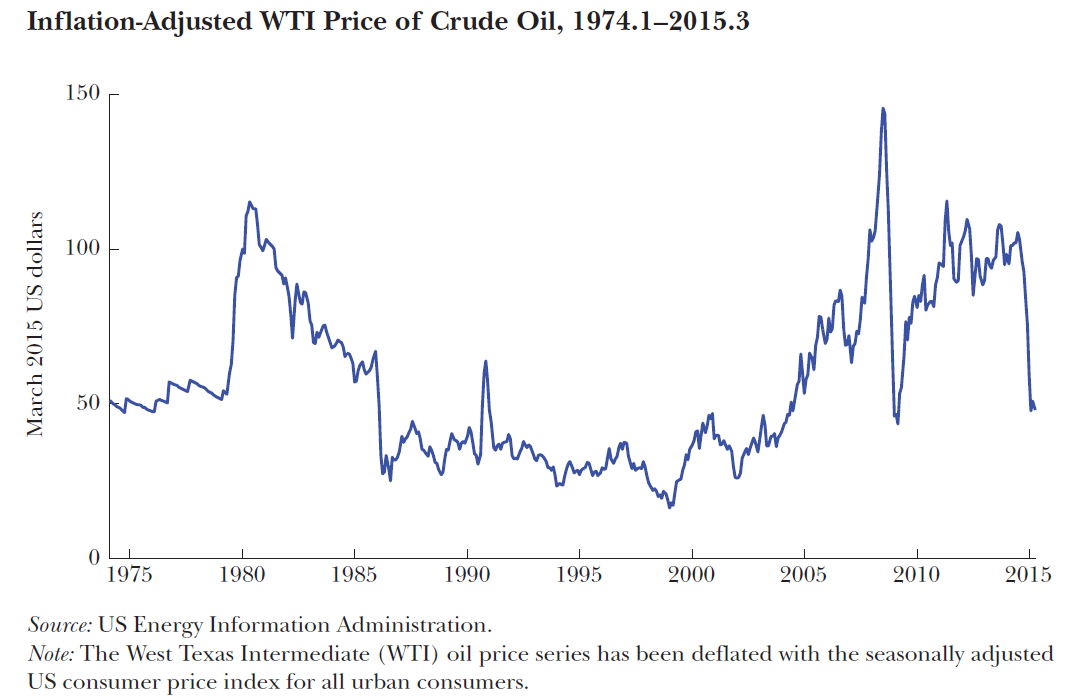 Inflation-Adjusted WTI Price of Crude Oil, 1974.1–2015.3
150
100
50
0
March 2015 US dollars
1975 1980 1985 1990 1995 2000 2005 2010 2015
Source: US Energy Information Administration.
Note: The West Texas Intermediate (WTI) oil price series has been deflated with the seasonally adjusted
US consumer price index for all urban consumers.